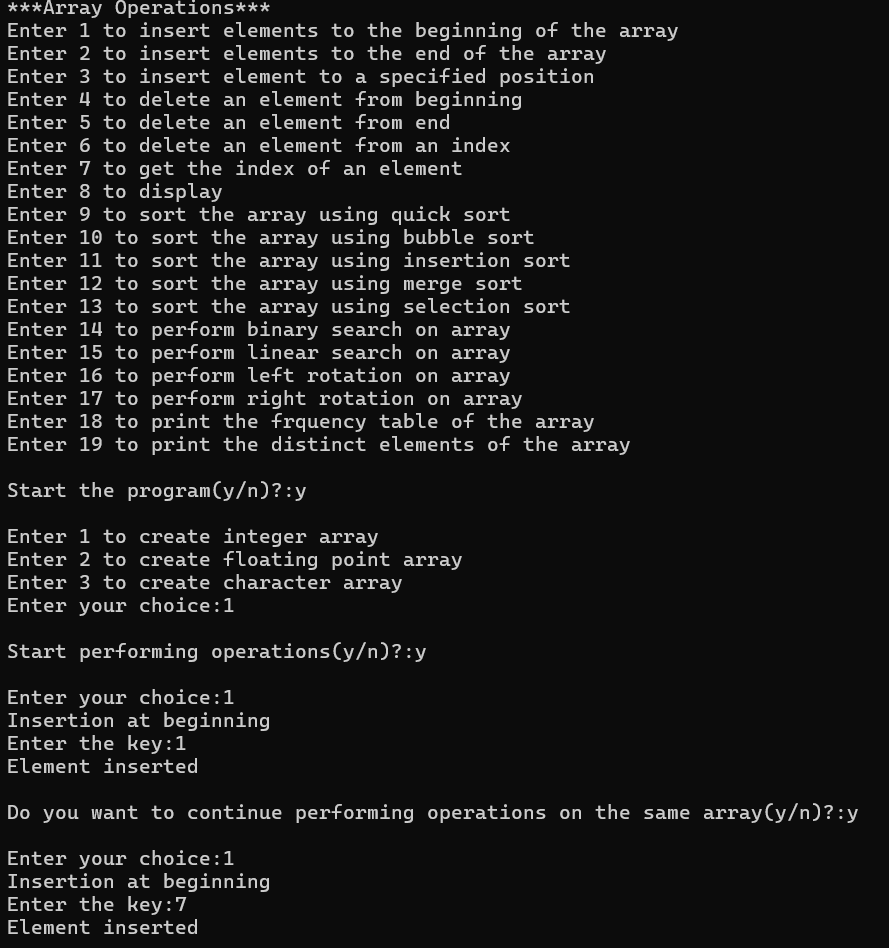 ***Array Operations***
Enter 1 to insert elements to the beginning of the array
Enter 2 to insert elements to the end of the array
Enter 3 to insert element to a specified position
Enter 4 to delete an element from beginning
Enter 5 to delete an element from end
Enter 6 to delete an element from an index
Enter 7 to get the index of an element
Enter 8 to display
Enter 9 to sort the array using quick sort
Enter 10 to sort the array using bubble sort
Enter 11 to sort the array using insertion sort
Enter 12 to sort the array using merge sort
Enter 13 to sort the array using selection sort
Enter 14 to perform binary search on array
Enter 15 to perform linear search on array
Enter 16 to perform left rotation on array
Enter 17 to perform right rotation on array
Enter 18 to print the frquency table of the array
Enter 19 to print the distinct elements of the array
Start the program(y/n)?:y
Enter 1 to create integer array
Enter 2 to create floating point array
Enter 3 to create character array
Enter your choice:1
Start performing operations(y/n)?:y
Enter your choice:1
Insertion at beginning
Enter the key:1
Element inserted
Do you want to continue performing operations on the same array(y/n)?:y
Enter your choice:1
Insertion at beginning
Enter the key:7
Element inserted